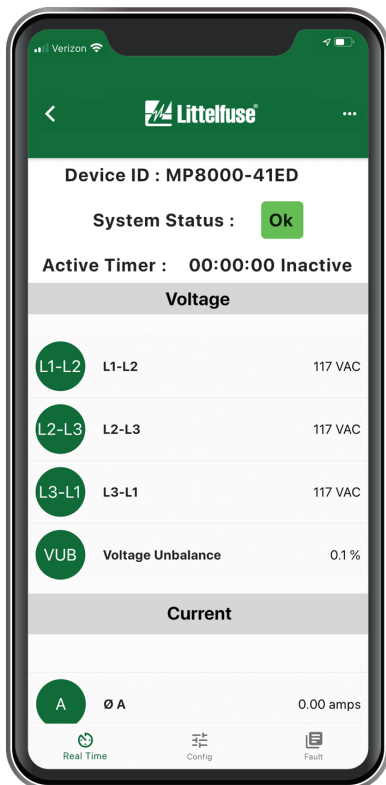 Verizon
Littelfuse®
Device ID : MP8000-41ED
System Status : Ok
Active Timer : 00:00:00 Inactive
Voltage
L1-L2 L1-L2 117 VAC
L2-L3 L2-L3 117 VAC
L3-L1 L3-L1 117 VAC
VUB Voltage Unbalance 0.1 %
Current
A Ø A 0.00 amps
Real Time Config Fault